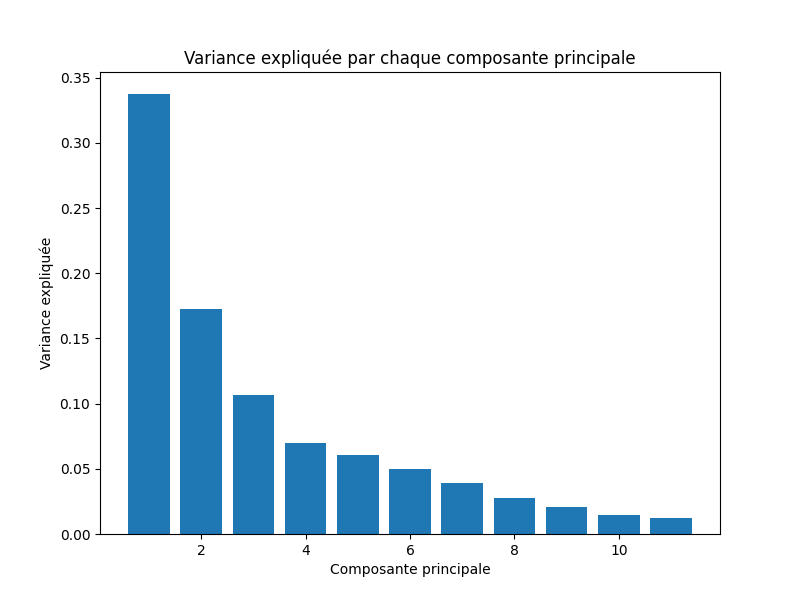 Variance expliquée par chaque composante principale
0.35
0.30
0.25
0.20
0.15
0.10
0.05
0.00
Variance expliquée
2 4 6 8 10
Composante principale